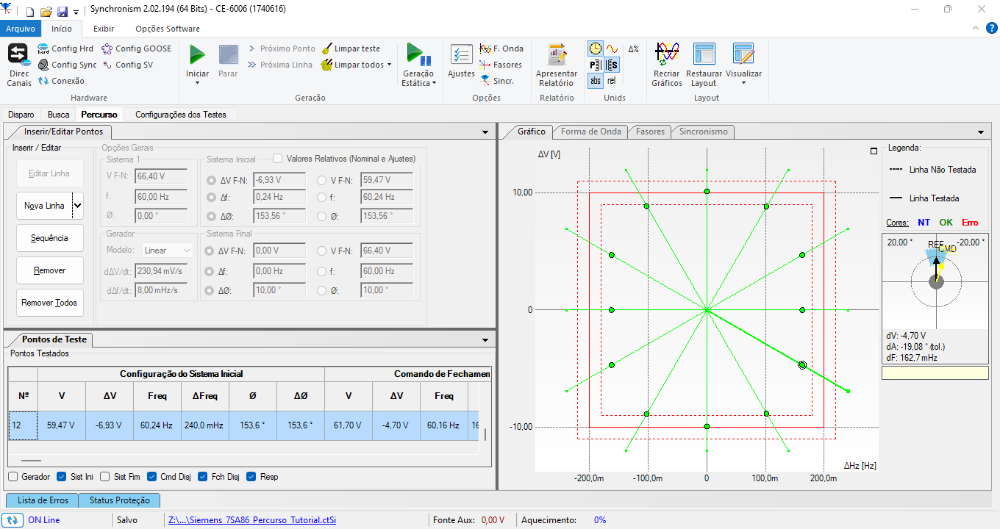 Synchronism 2.02.194 (64 Bits) - CE-6006 (1740616)
Arquivo Início Exibir Opções Software
Direc Canais
Config Hrd
Config Sync
Conexão
Config GOOSE
Config SV
Hardware
Iniciar
Parar
Próximo Ponto
Próxima Linha
Limpar teste
Limpar todos
Geração Estática
Geração
Ajustes
F. Onda
Fasores
Sincr.
Opções
Apresentar Relatório
Relatório
Δ%
abs rel
Unids
Recriar Gráficos
Restaurar Layout
Visualizar
Layout
Disparo Busca Percurso Configurações dos Testes
Inserir/Editar Pontos
Inserir / Editar
Editar Linha
Nova Linha
Sequência
Remover
Remover Todos
Opções Gerais
Sistema 1
V F-N: 66,40 V
f: 60,00 Hz
Ø: 0,00 °
Sistema Inicial
Valores Relativos (Nominal e Ajustes)
ΔV F-N: -6,93 V V F-N: 59,47 V
Δf: 0,24 Hz f: 60,24 Hz
ΔØ: 153,56 ° Ø: 153,56 °
Gerador
Modelo: Linear
dΔV/dt: 230,94 mV/s
dΔf/dt: 8,00 mHz/s
Sistema Final
ΔV F-N: 0,00 V V F-N: 66,40 V
Δf: 0,00 Hz f: 60,00 Hz
ΔØ: 10,00 ° Ø: 10,00 °
Pontos de Teste
Pontos Testados
Configuração do Sistema Inicial Comando de Fechamen
Nº V ΔV Freq ΔFreq Ø ΔØ V ΔV Freq
12 59,47 V -6,93 V 60,24 Hz 240,0 mHz 153,6 ° 153,6 ° 61,70 V -4,70 V 60,16 Hz 16
Gerador Sist Ini Sist Fim Cmd Disj Fch Disj Resp
Gráfico Forma de Onda Fasores Sincronismo
ΔV [V]
10,00
0
-10,00
-200,0m -100,0m 0 100,0m 200,0m
ΔHz [Hz]
Legenda:
Linha Não Testada
Linha Testada
Cores: NT OK Erro
20,00 ° -20,00 °
REF
CMD
dV: -4,70 V
dA: -19,08 ° (tol.)
dF: 162,7 mHz
Lista de Erros Status Proteção
ON Line Salvo Z:\...\Siemens_7SA86_Percurso_Tutorial.ctSi Fonte Aux: 0,00 V Aquecimento: 0%